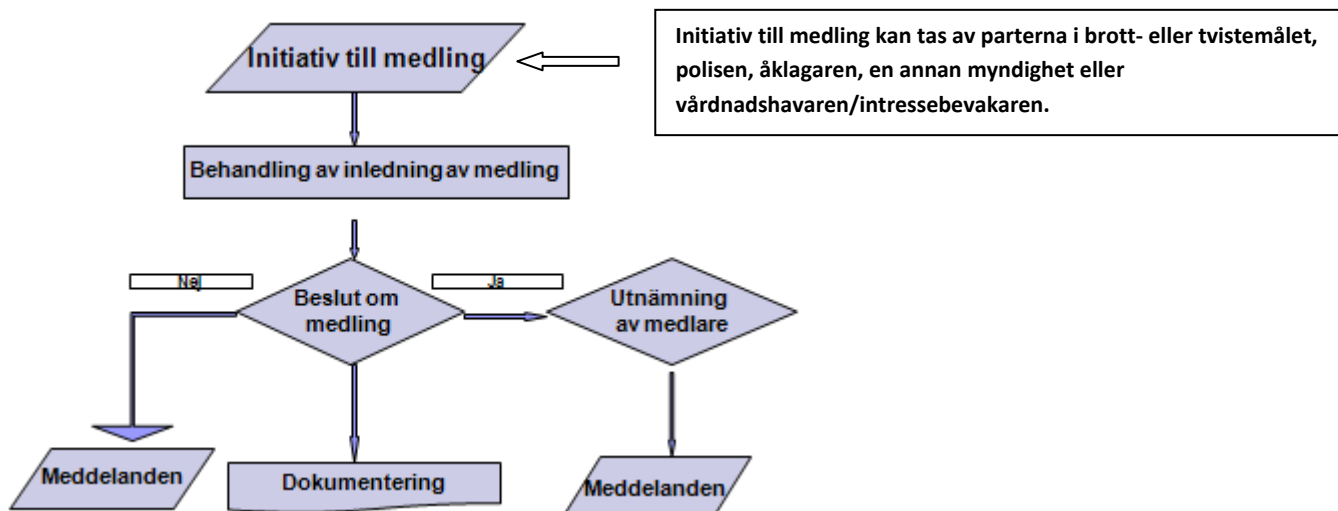 Initiativ till medling
Initiativ till medling kan tas av parterna i brott- eller tvistemålet,
polisen, åklagaren, en annan myndighet eller
vårdnadshavaren/intressebevakaren.
Behandling av inledning av medling
Nej
Beslut om
medling
Ja
Utnämning
av medlare
Meddelanden
Dokumentering
Meddelanden